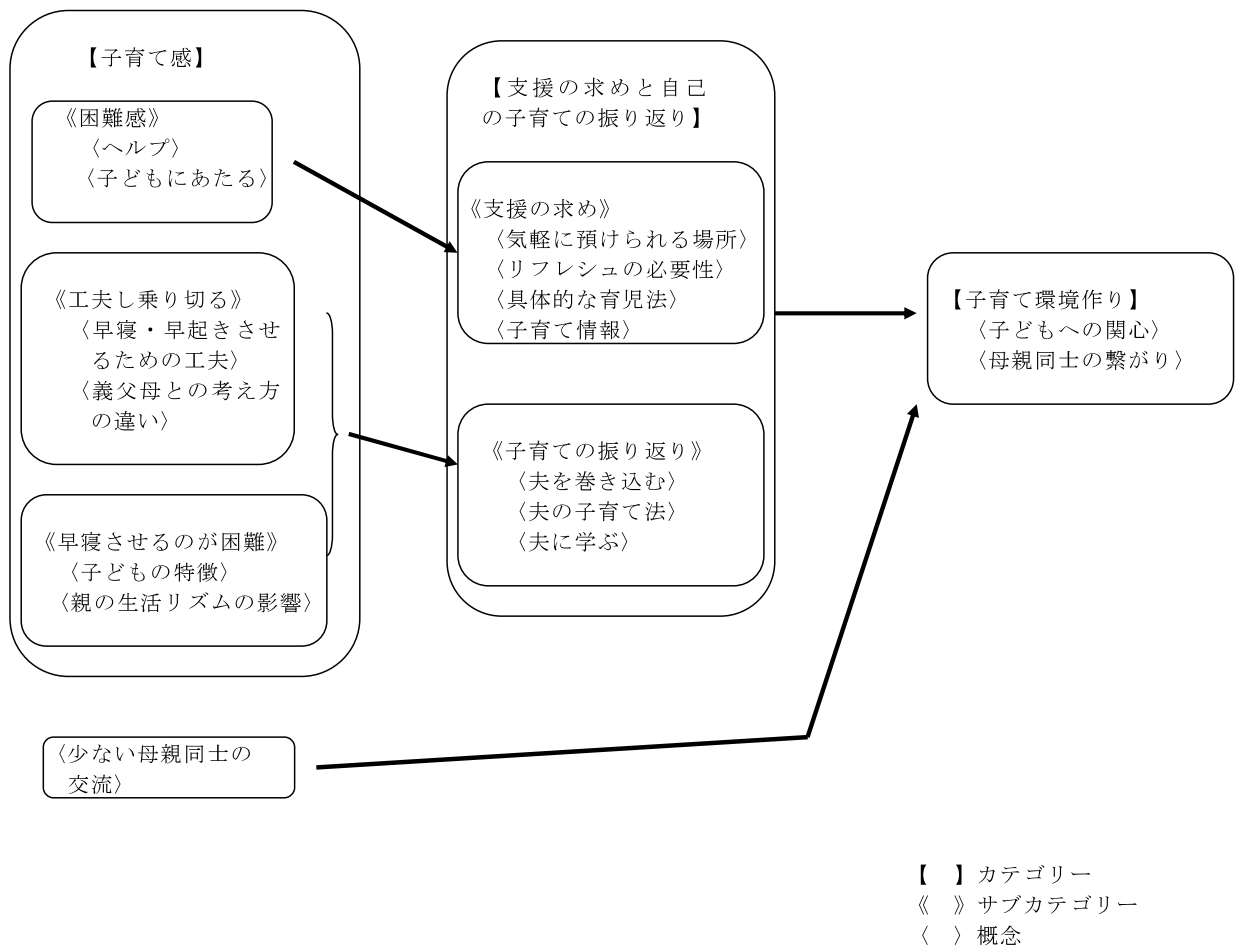 【子育て感】
《困難感》
〈ヘルプ〉
〈子どもにあたる〉
《工夫し乗り切る》
〈早寝・早起きさせ
るための工夫〉
〈義父母との考え方
の違い〉
《早寝させるのが困難》
〈子どもの特徴〉
〈親の生活リズムの影響〉
〈少ない母親同士の
交流〉
【支援の求めと自己
の子育ての振り返り】
《支援の求め》
〈気軽に預けられる場所〉
〈リフレシュの必要性〉
〈具体的な育児法〉
〈子育て情報〉
《子育ての振り返り》
〈夫を巻き込む〉
〈夫の子育て法〉
〈夫に学ぶ〉
【子育て環境作り】
〈子どもへの関心〉
〈母親同士の繋がり〉
【　】カテゴリー
《　》サブカテゴリー
〈　〉概念